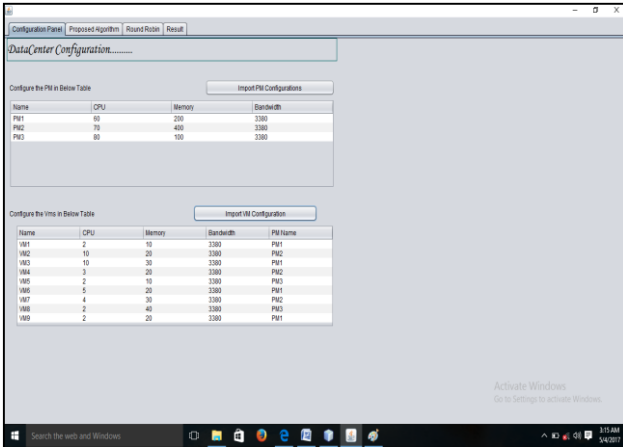 Configuration Panel Proposed Algorithm Round Robin Result
DataCenter Configuration..........
Configure the PM in Below Table Import PM Configurations
Name CPU Memory Bandwidth
PM1 60 200 3380
PM2 70 400 3380
PM3 80 100 3380
Configure the Vms in Below Table Import VM Configuration
Name CPU Memory Bandwidth PM Name
VM1 2 10 3380 PM1
VM2 10 20 3380 PM2
VM3 10 30 3380 PM1
VM4 3 20 3380 PM2
VM5 2 10 3380 PM3
VM6 5 20 3380 PM1
VM7 4 30 3380 PM2
VM8 2 40 3380 PM3
VM9 2 20 3380 PM1
Activate Windows
Go to Settings to activate Windows.
Search the web and Windows
3:15 AM
5/4/2017